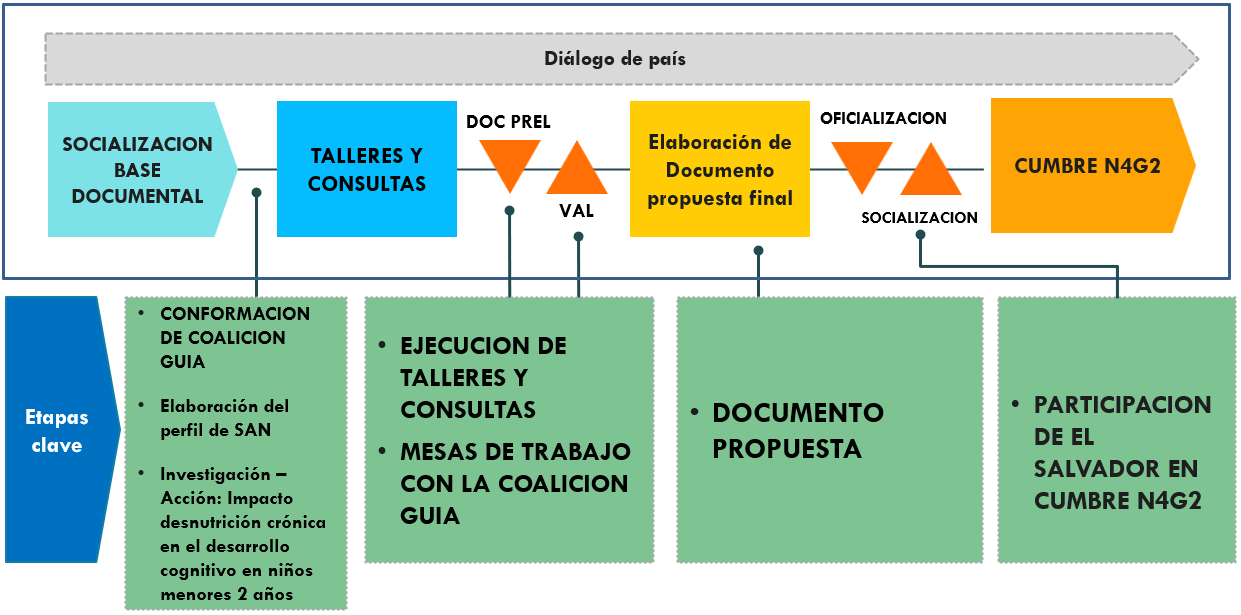 Diálogo de país
SOCIALIZACION
BASE
DOCUMENTAL
TALLERES Y
CONSULTAS
DOC PREL
VAL
Elaboración de
Documento
propuesta final
OFICIALIZACION
SOCIALIZACION
CUMBRE N4G2
Etapas
clave
• CONFORMACION
DE COALICION
GUIA
• Elaboración del
perfil de SAN
• Investigación –
Acción: Impacto
desnutrición crónica
en el desarrollo
cognitivo en niños
menores 2 años
• EJECUCION DE
TALLERES Y
CONSULTAS
• MESAS DE TRABAJO
CON LA COALICION
GUIA
• DOCUMENTO
PROPUESTA
• PARTICIPACION
DE EL
SALVADOR EN
CUMBRE N4G2